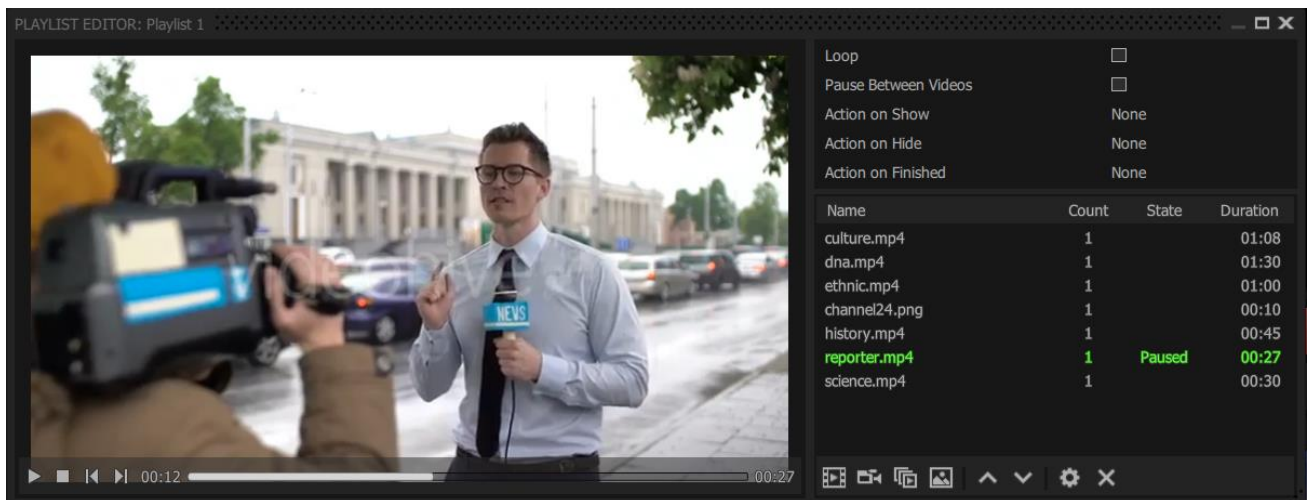 PLAYLIST EDITOR: Playlist 1
videohive
NEWS
00:12
00:27
Loop
Pause Between Videos
Action on Show None
Action on Hide None
Action on Finished None
Name Count State Duration
culture.mp4 1 01:08
dna.mp4 1 01:30
ethnic.mp4 1 01:00
channel24.png 1 00:10
history.mp4 1 00:45
reporter.mp4 1 Paused 00:27
science.mp4 1 00:30